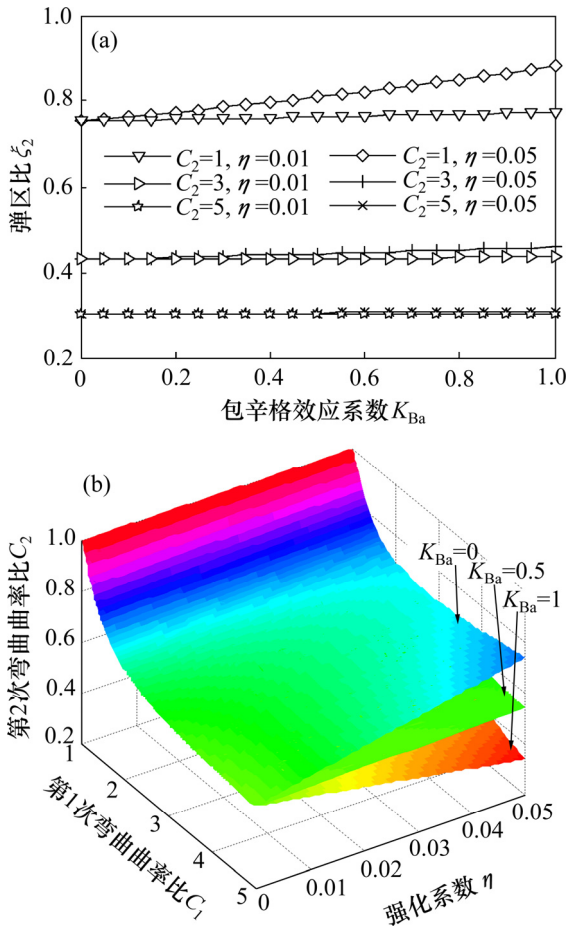 (a)
1.0
0.8
0.6
0.4
0.2
弹区比ξ2
C2=1, η=0.01
C2=1, η=0.05
C2=3, η=0.01
C2=3, η=0.05
C2=5, η=0.01
C2=5, η=0.05
0 0.2 0.4 0.6 0.8 1.0
包辛格效应系数KBa
(b)
KBa=0
KBa=0.5
KBa=1
1.0
0.8
0.6
0.4
0.2
第2次弯曲曲率比C2
1
2
3
4
5
第1次弯曲曲率比C1
0 0.01 0.02 0.03 0.04 0.05
强化系数η